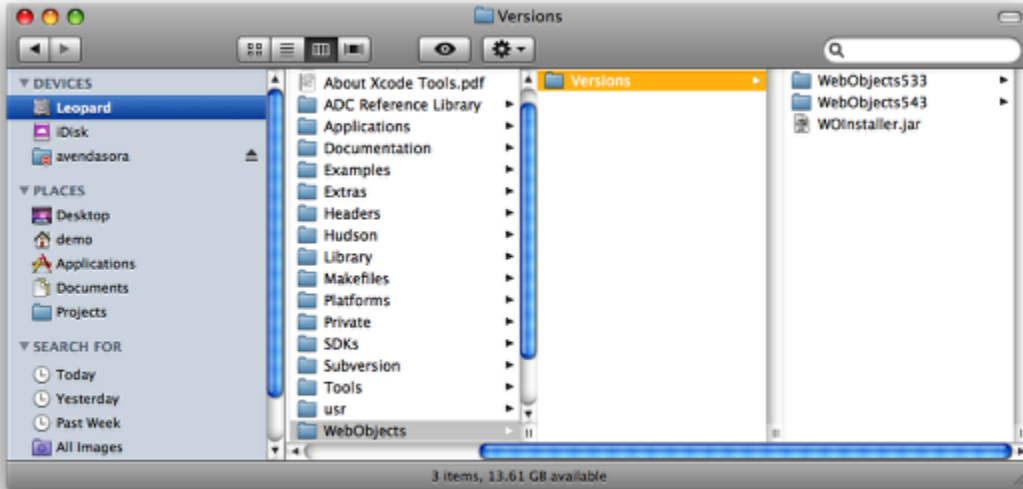 Versions
DEVICES
Leopard
iDisk
avendasora
PLACES
Desktop
demo
Applications
Documents
Projects
SEARCH FOR
Today
Yesterday
Past Week
All Images
About Xcode Tools.pdf
ADC Reference Library
Applications
Documentation
Examples
Extras
Headers
Hudson
Library
Makefiles
Platforms
Private
SDKs
Subversion
Tools
usr
WebObjects
Versions
WebObjects533
WebObjects543
WOInstaller.jar
3 items, 13.61 GB available